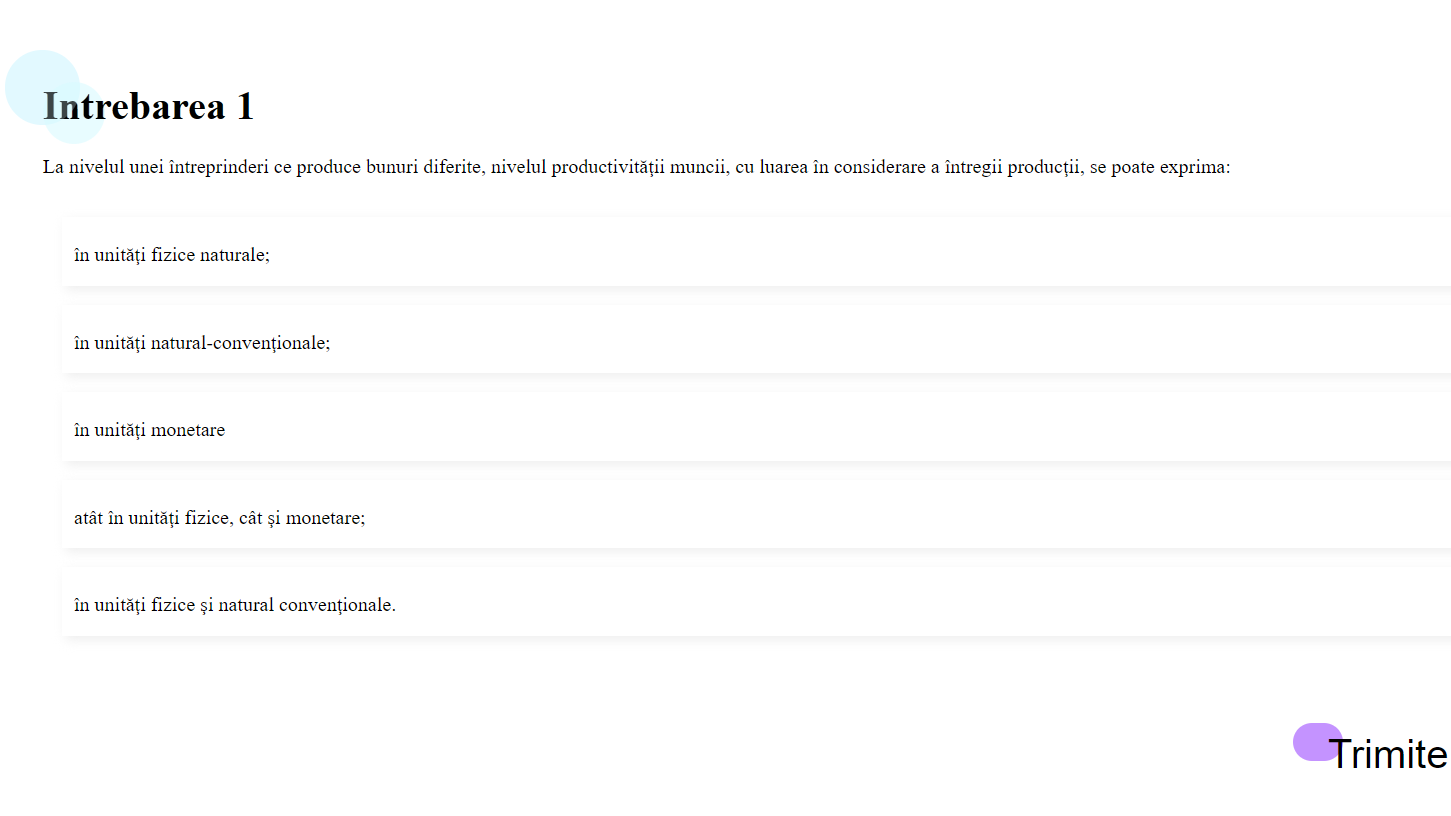 Intrebarea 1
La nivelul unei întreprinderi ce produce bunuri diferite, nivelul productivităţii muncii, cu luarea în considerare a întregii producţii, se poate exprima:
în unităţi fizice naturale;
în unităţi natural-convenţionale;
în unităţi monetare
atât în unităţi fizice, cât şi monetare;
în unităţi fizice şi natural convenţionale.
Trimite